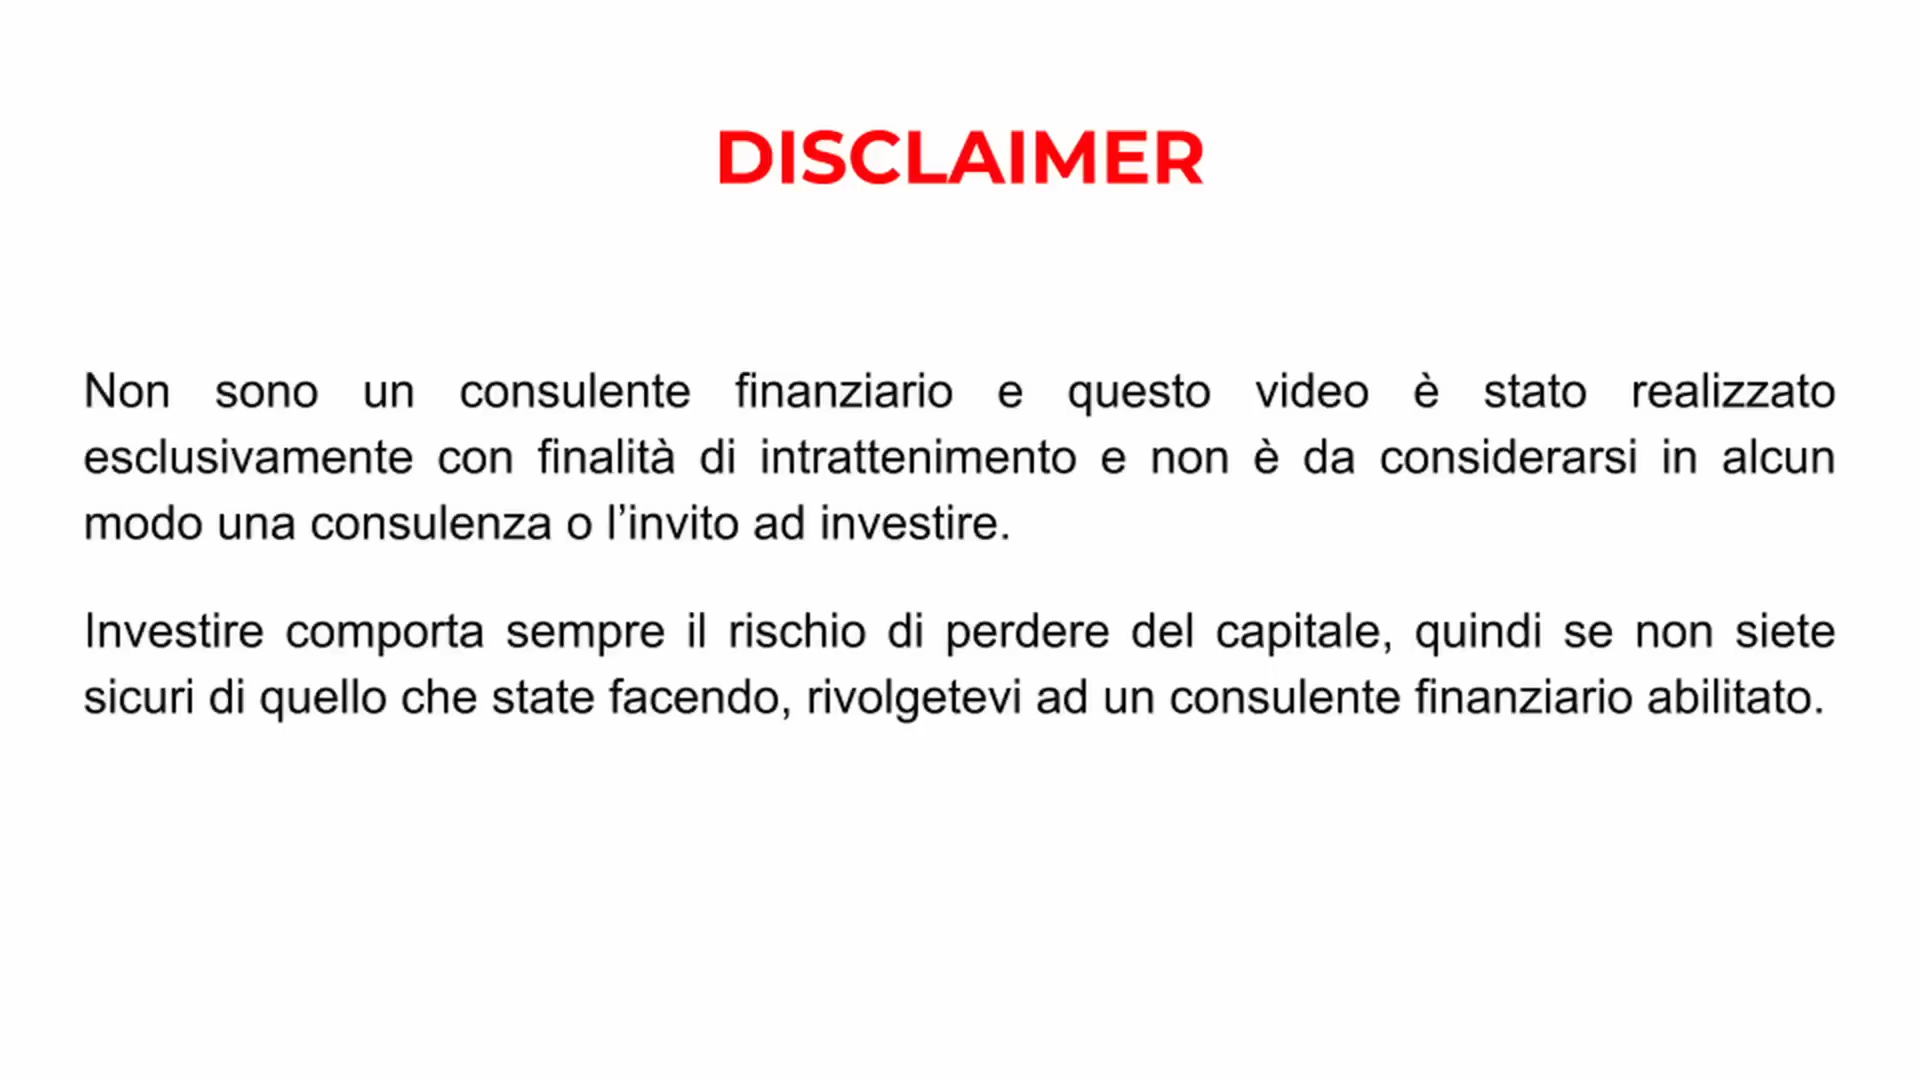 DISCLAIMER
Non sono un consulente finanziario e questo video è stato realizzato
esclusivamente con finalità di intrattenimento e non è da considerarsi in alcun
modo una consulenza o l’invito ad investire.
Investire comporta sempre il rischio di perdere del capitale, quindi se non siete
sicuri di quello che state facendo, rivolgetevi ad un consulente finanziario abilitato.